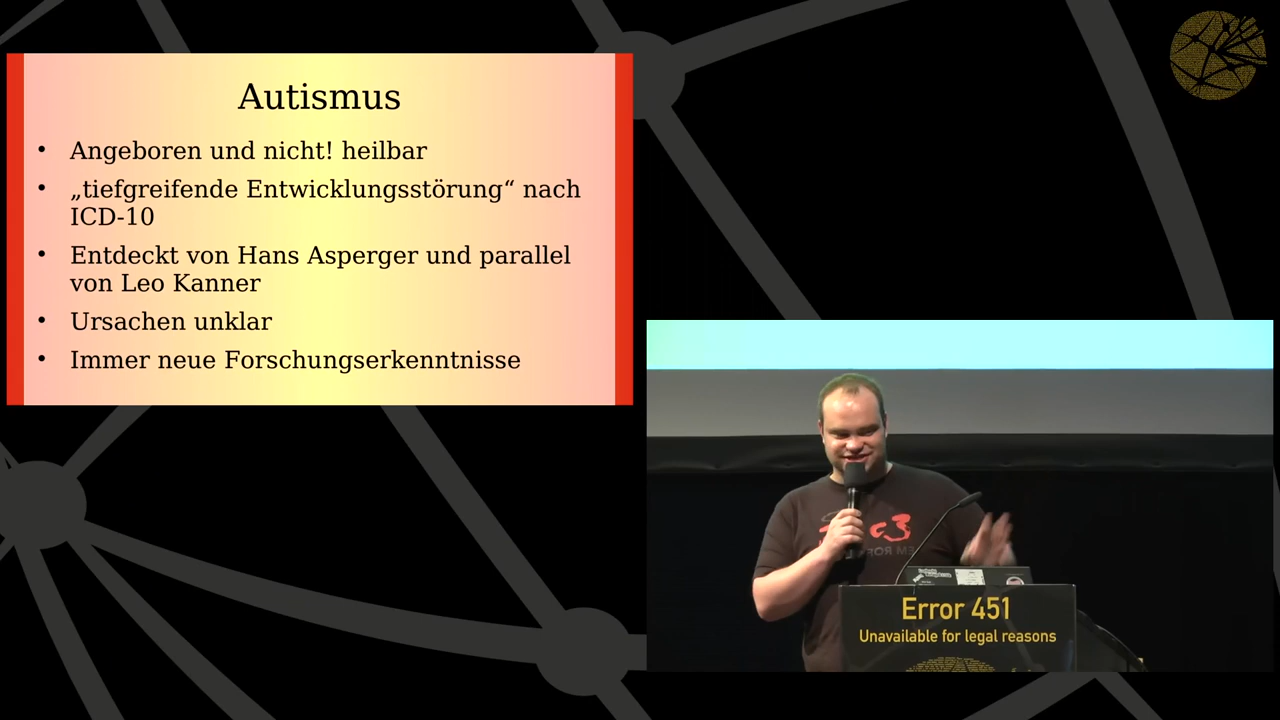 Autismus
• Angeboren und nicht! heilbar
• „tiefgreifende Entwicklungsstörung“ nach
ICD-10
• Entdeckt von Hans Asperger und parallel
von Leo Kanner
• Ursachen unklar
• Immer neue Forschungserkenntnisse
c3
Error 451
Unavailable for legal reasons